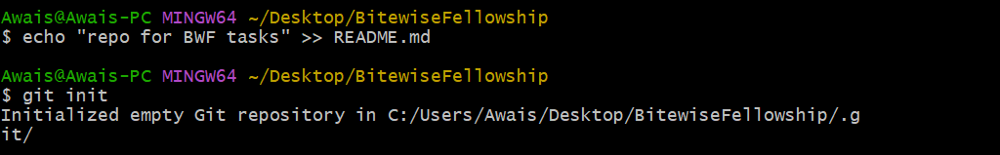 Awais@Awais-PC MINGW64 ~/Desktop/BitewiseFellowship
$ echo "repo for BWF tasks" >> README.md
Awais@Awais-PC MINGW64 ~/Desktop/BitewiseFellowship
$ git init
Initialized empty Git repository in C:/Users/Awais/Desktop/BitewiseFellowship/.g
it/